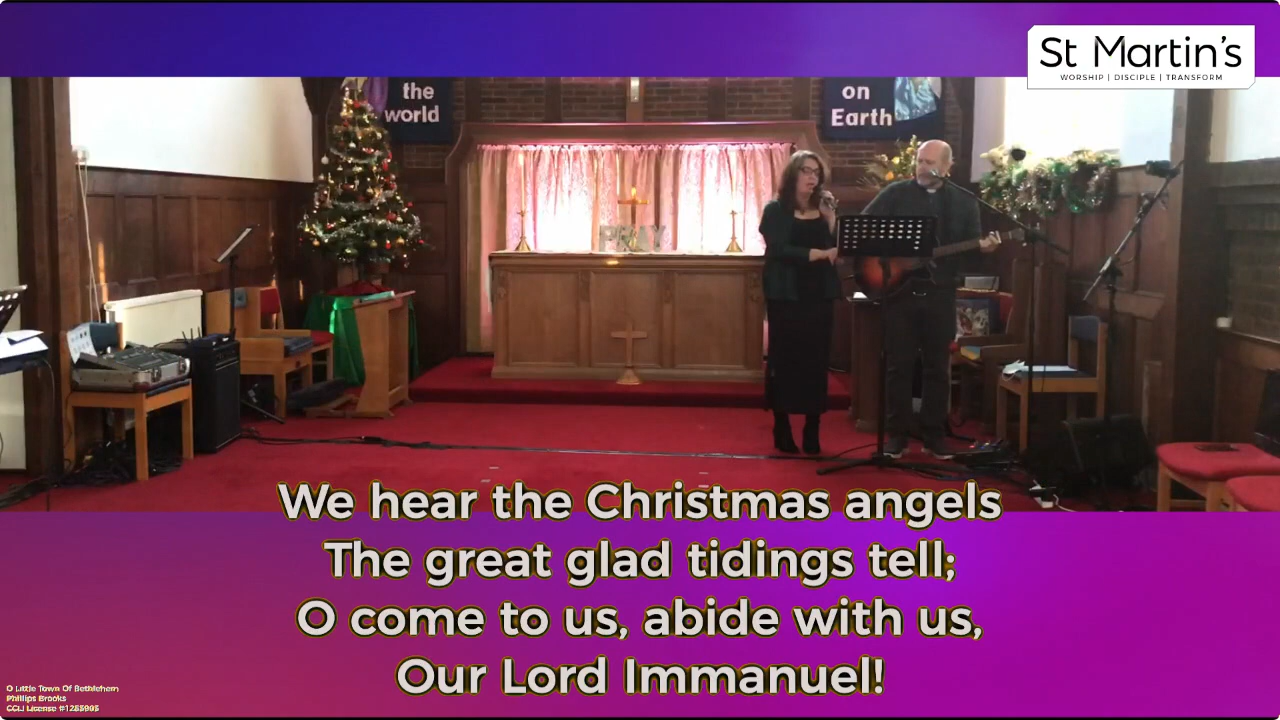 St Martin's
WORSHIP | DISCIPLE | TRANSFORM
the
world
on
Earth
PRAY
We hear the Christmas angels
The great glad tidings tell;
O come to us, abide with us,
Our Lord Immanuel!
O Little Town Of Bethlehem
Phillips Brooks